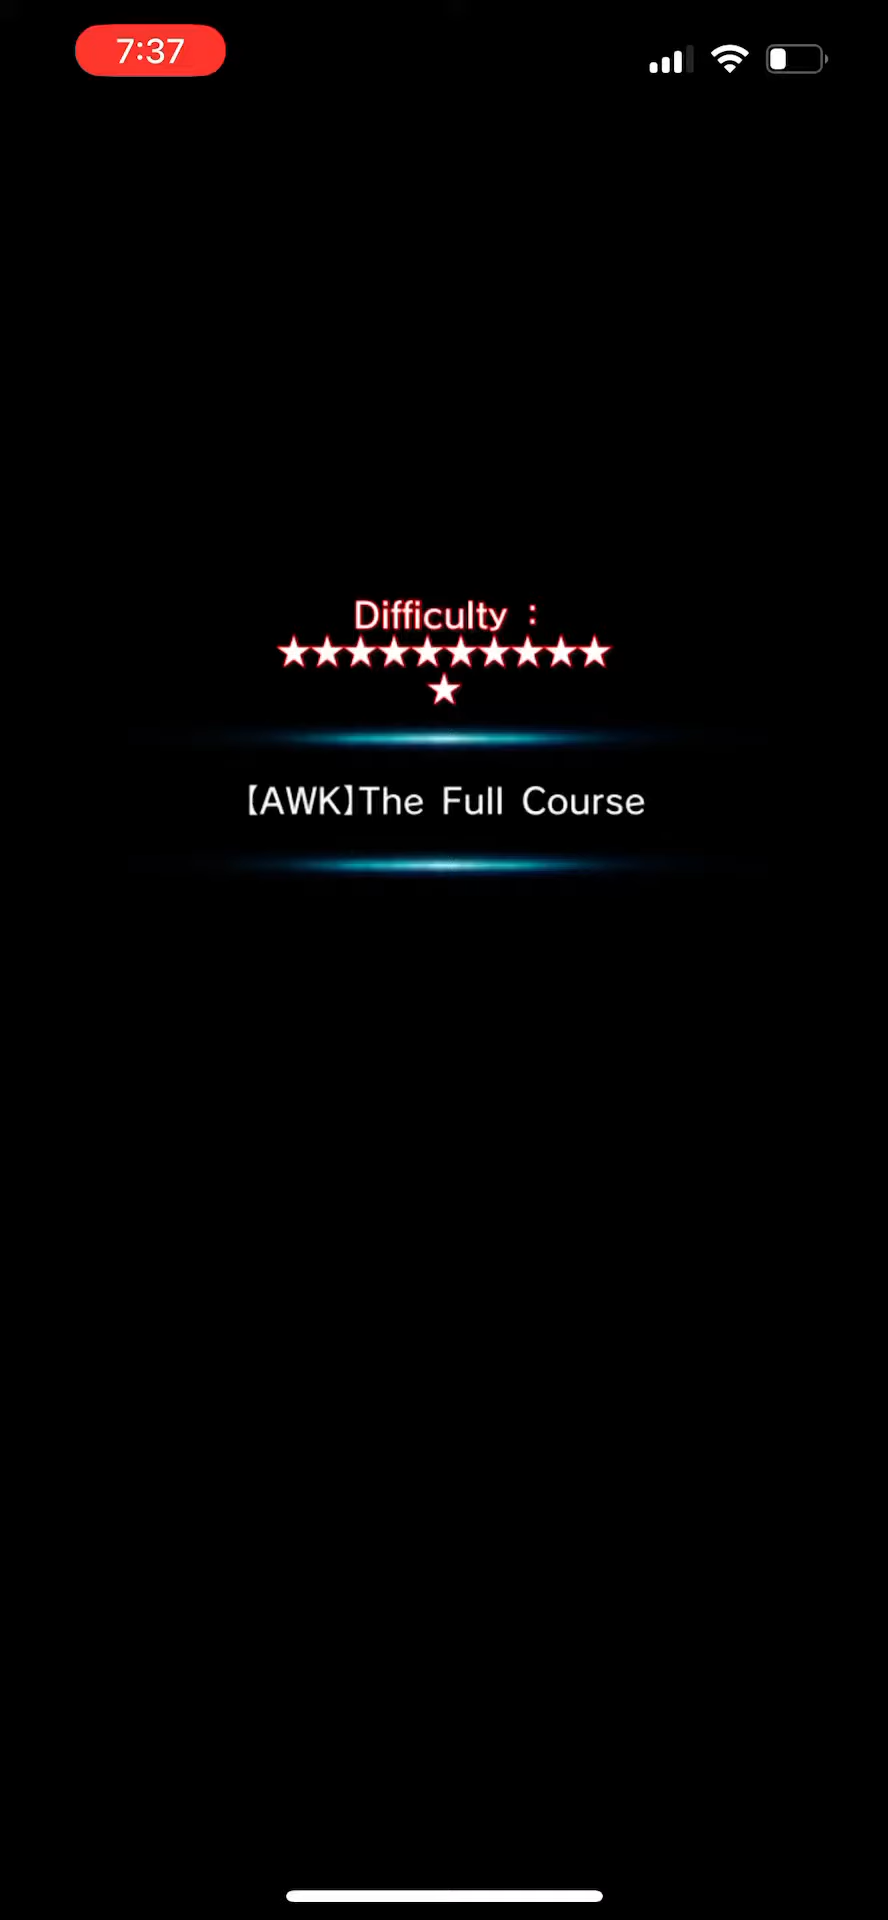 7:37
Difficulty :
★★★★★★★★★★
★
【AWK】The Full Course